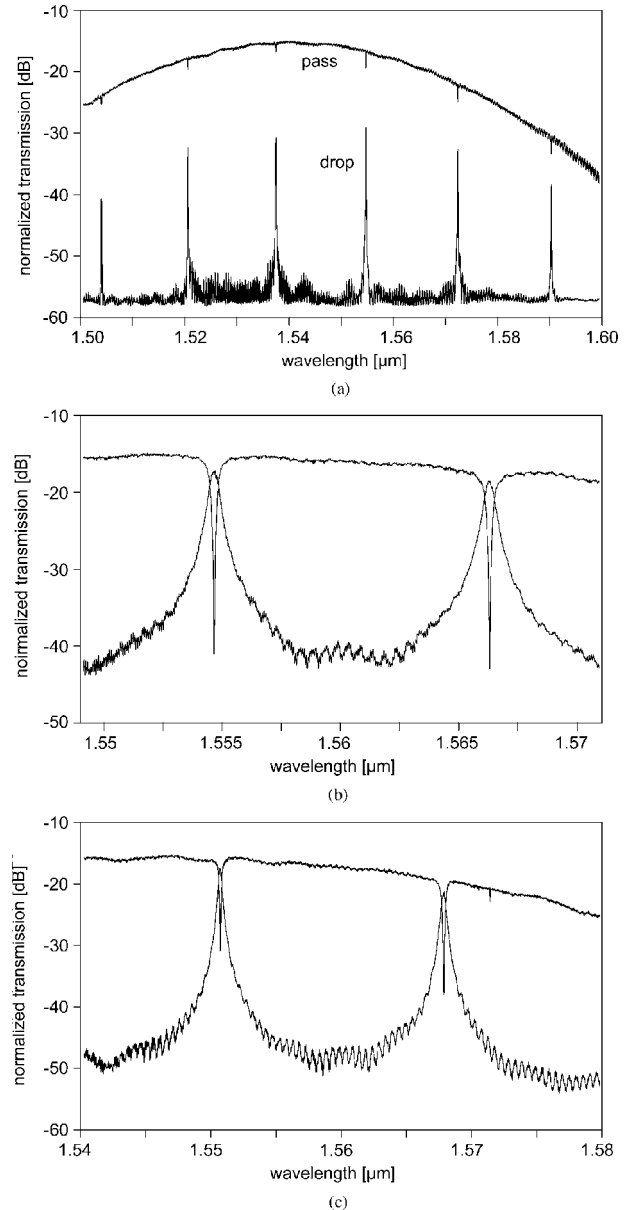 -10
-20
-30
-40
-50
-60
normalized transmission [dB]
pass
drop
1.50 1.52 1.54 1.56 1.58 1.60
wavelength [µm]
(a)
-10
-20
-30
-40
-50
noirmalized transmission [dB]
1.55 1.555 1.56 1.565 1.57
wavelength [µm]
(b)
-10
-20
-30
-40
-50
-60
normalized transmission [dB]
1.54 1.55 1.56 1.57 1.58
wavelength [µm]
(c)